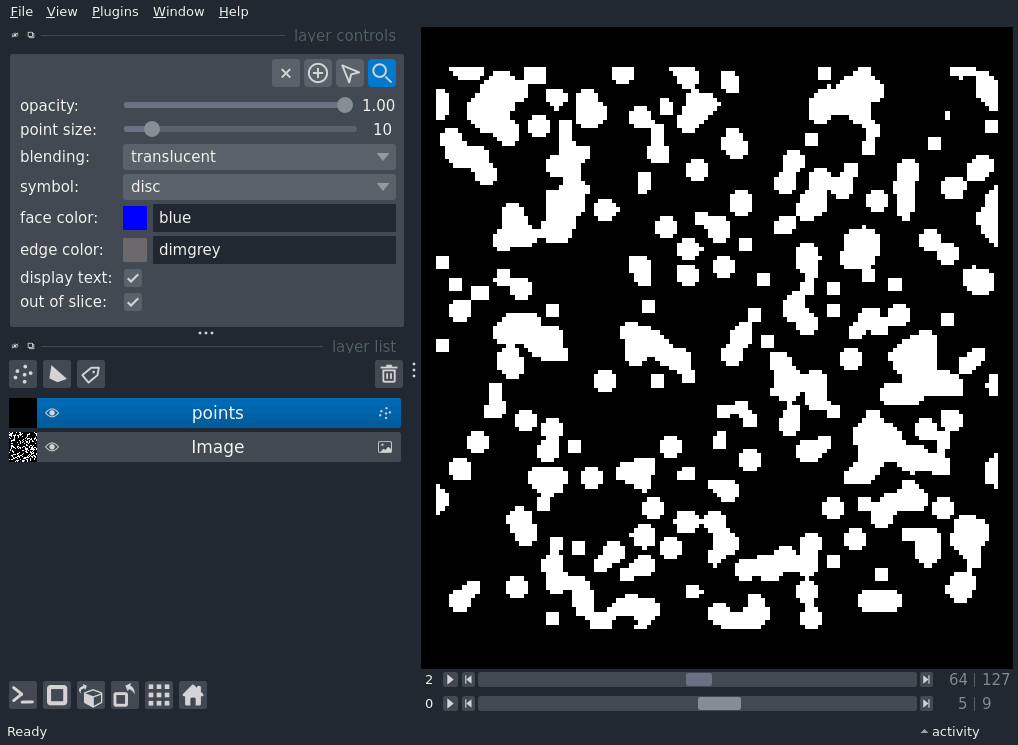 File View Plugins Window Help
layer controls
opacity: 1.00
point size: 10
blending: translucent
symbol: disc
face color: blue
edge color: dimgrey
display text:
out of slice:
layer list
points
Image
2 64 | 127
0 5 | 9
Ready activity